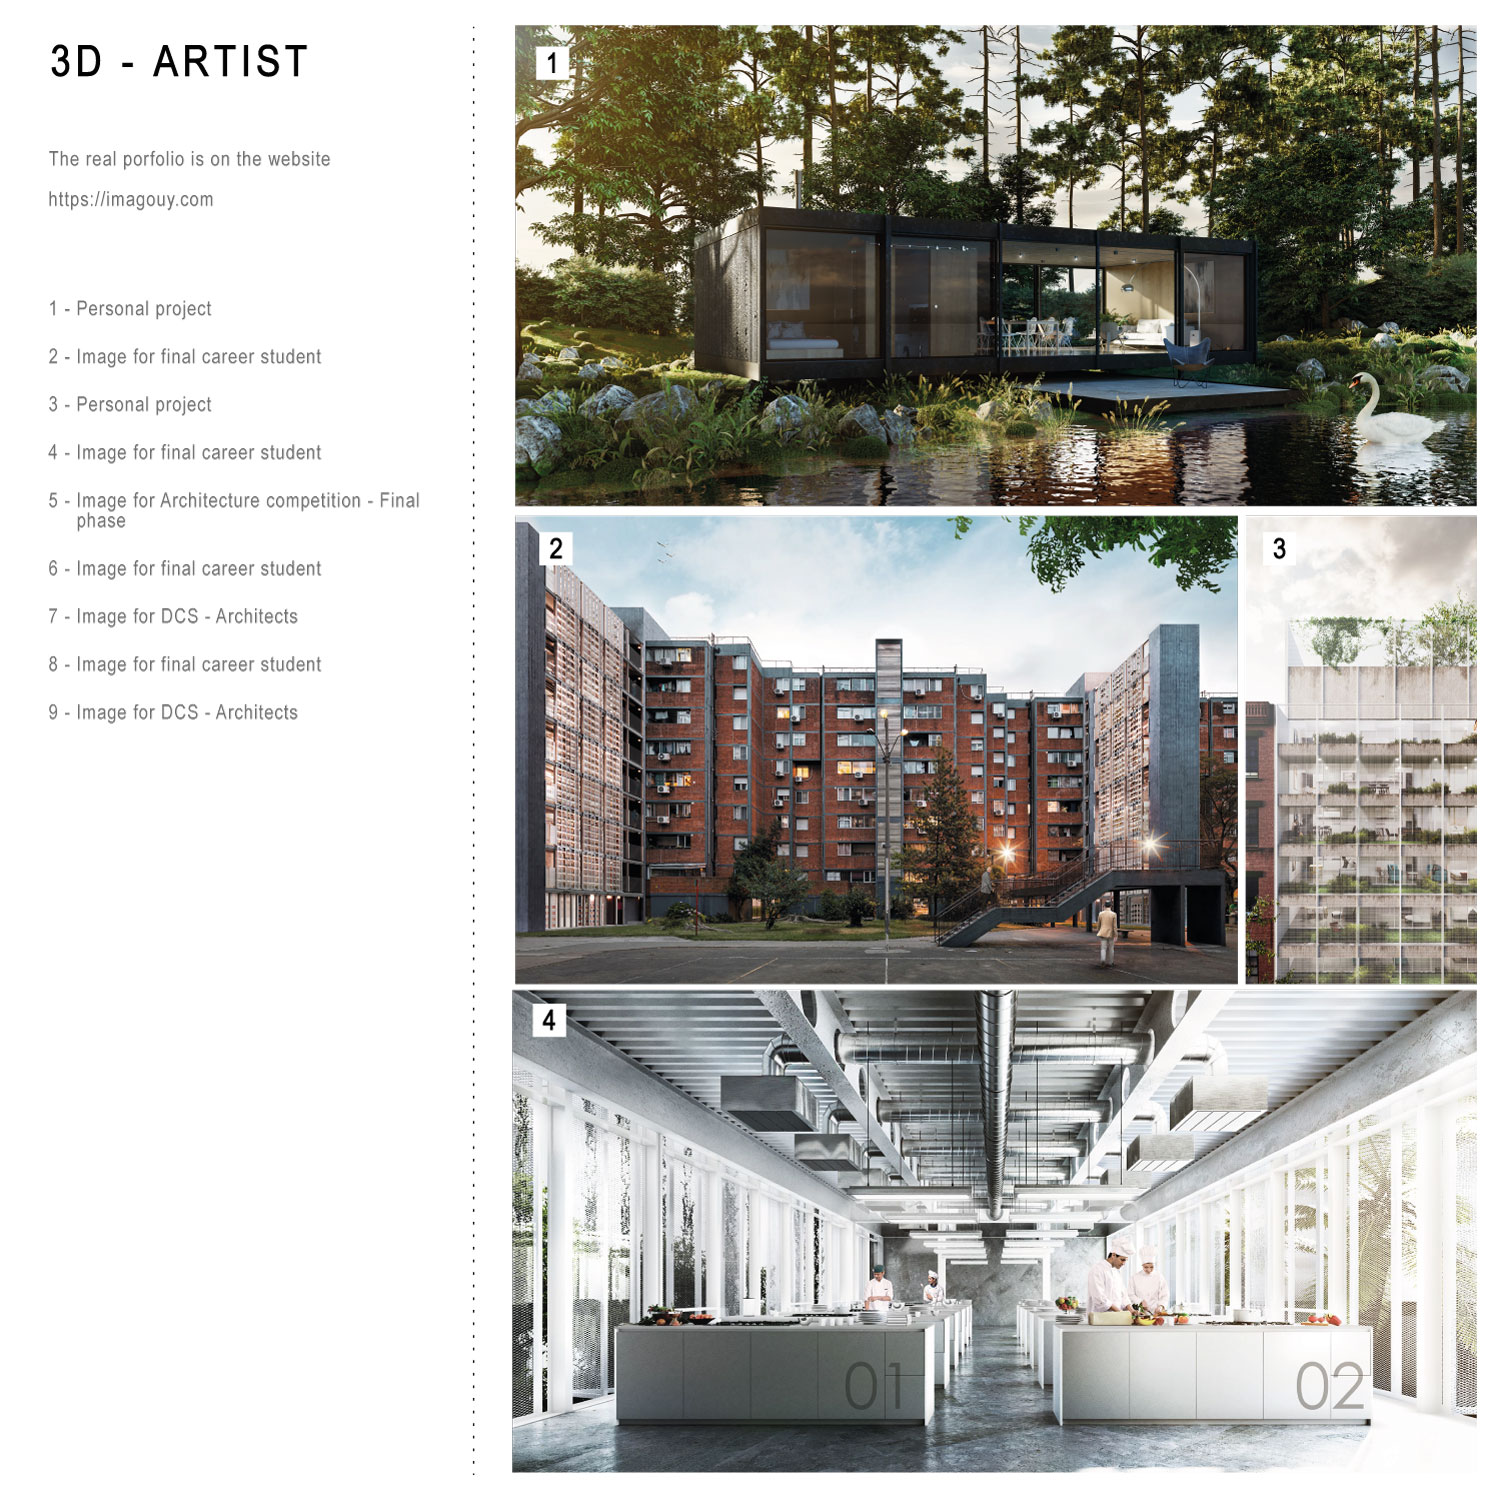 3D - ARTIST
The real porfolio is on the website
https://imagouy.com
1 - Personal project
2 - Image for final career student
3 - Personal project
4 - Image for final career student
5 - Image for Architecture competition - Final
phase
6 - Image for final career student
7 - Image for DCS - Architects
8 - Image for final career student
9 - Image for DCS - Architects
1
2
3
4
01
02